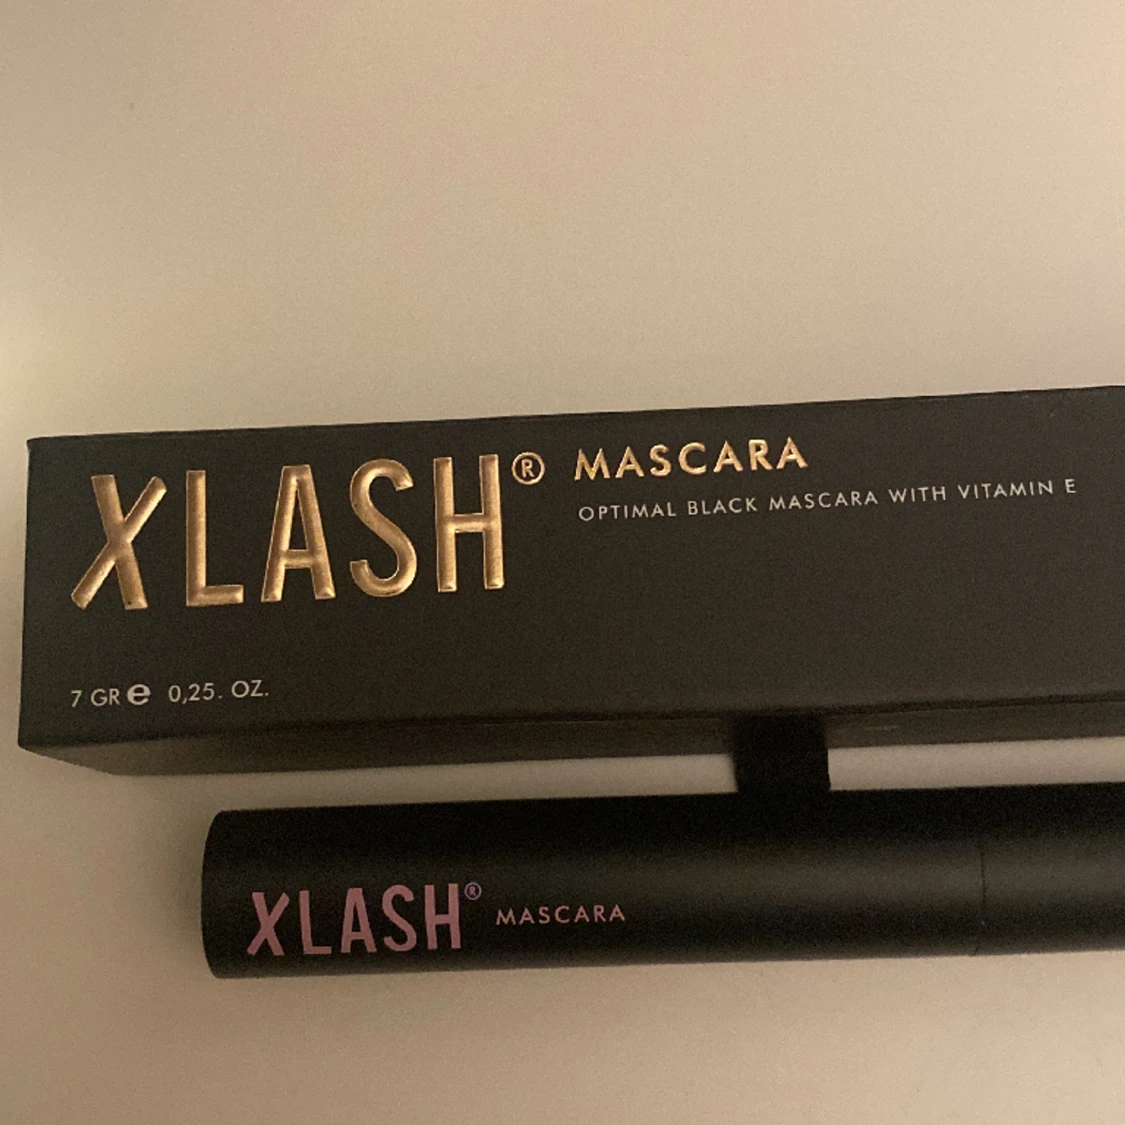 XLASH® MASCARA
OPTIMAL BLACK MASCARA WITH VITAMIN E
7 GR e 0,25. OZ.
XLASH® MASCARA